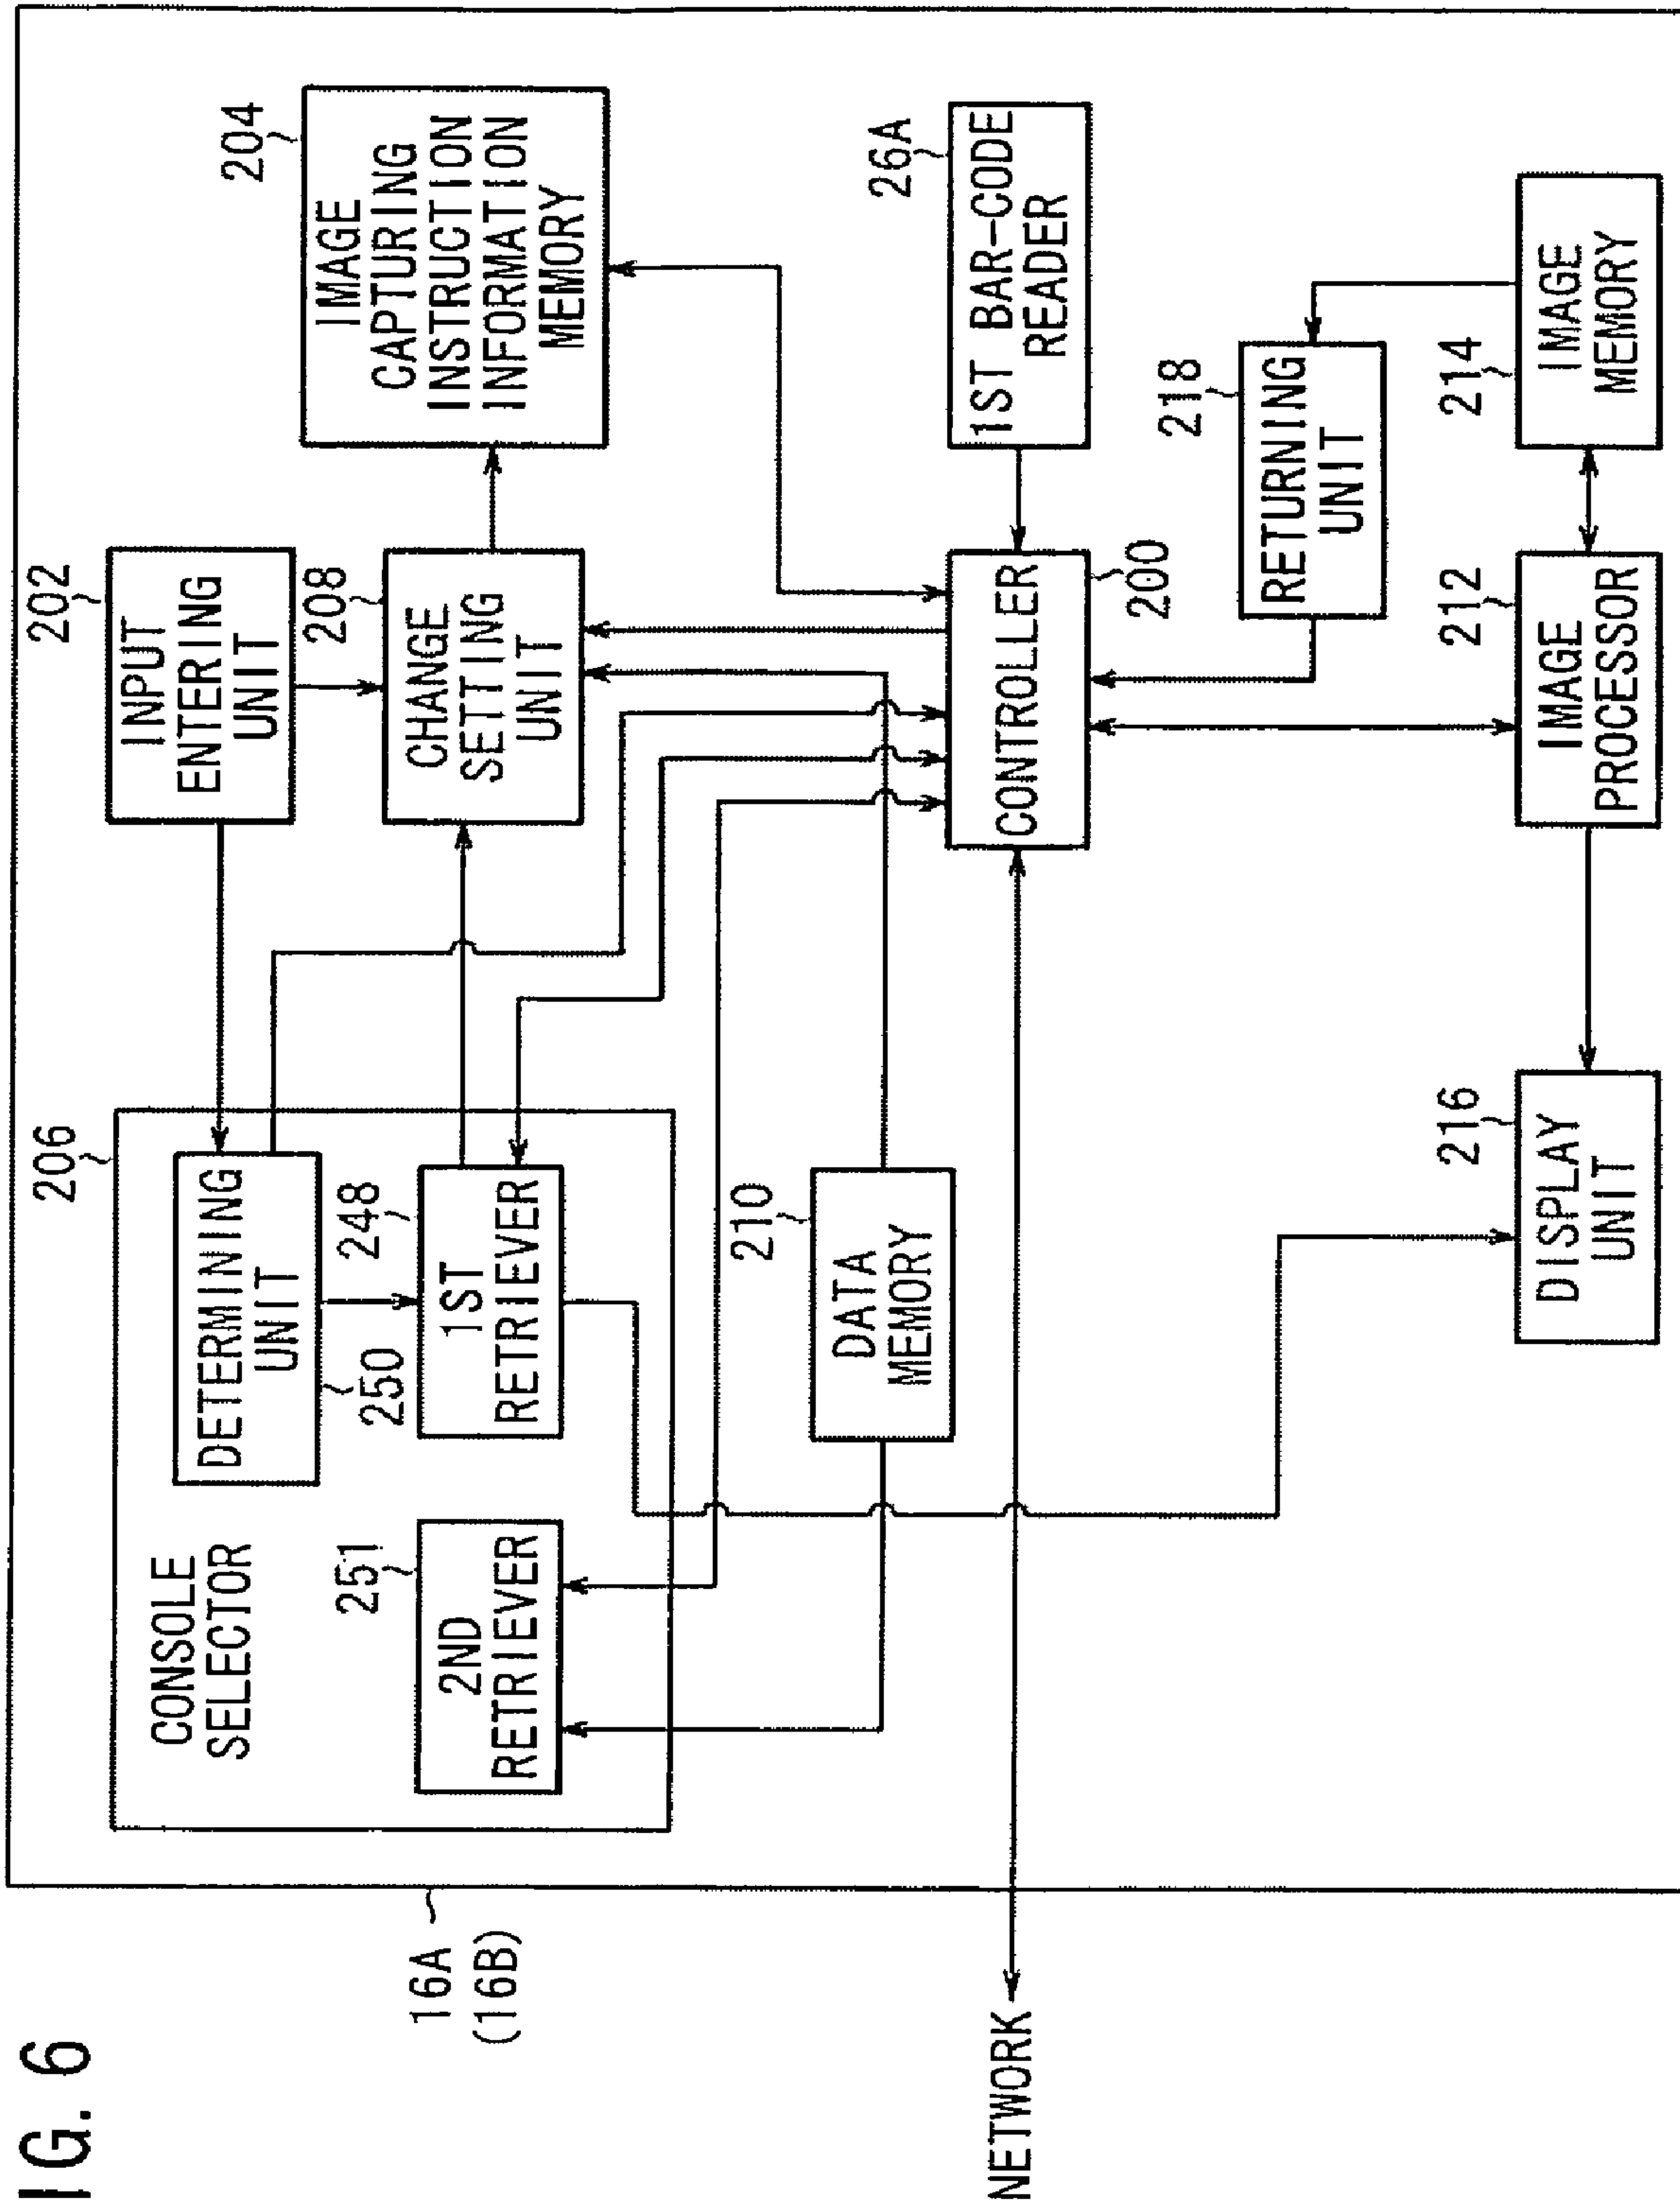 IG. 6
16A
(16B)
NETWORK
206
CONSOLE
SELECTOR
DETERMINING
UNIT
250
251
2ND
RETRIEVER
248
1ST
RETRIEVER
210
DATA
MEMORY
216
DISPLAY
UNIT
202
INPUT
ENTERING
UNIT
208
CHANGE
SETTING
UNIT
CONTROLLER
200
212
IMAGE
PROCESSOR
204
IMAGE
CAPTURING
INSTRUCTION
INFORMATION
MEMORY
26A
1ST BAR-CODE
READER
218
RETURNING
UNIT
214
IMAGE
MEMORY